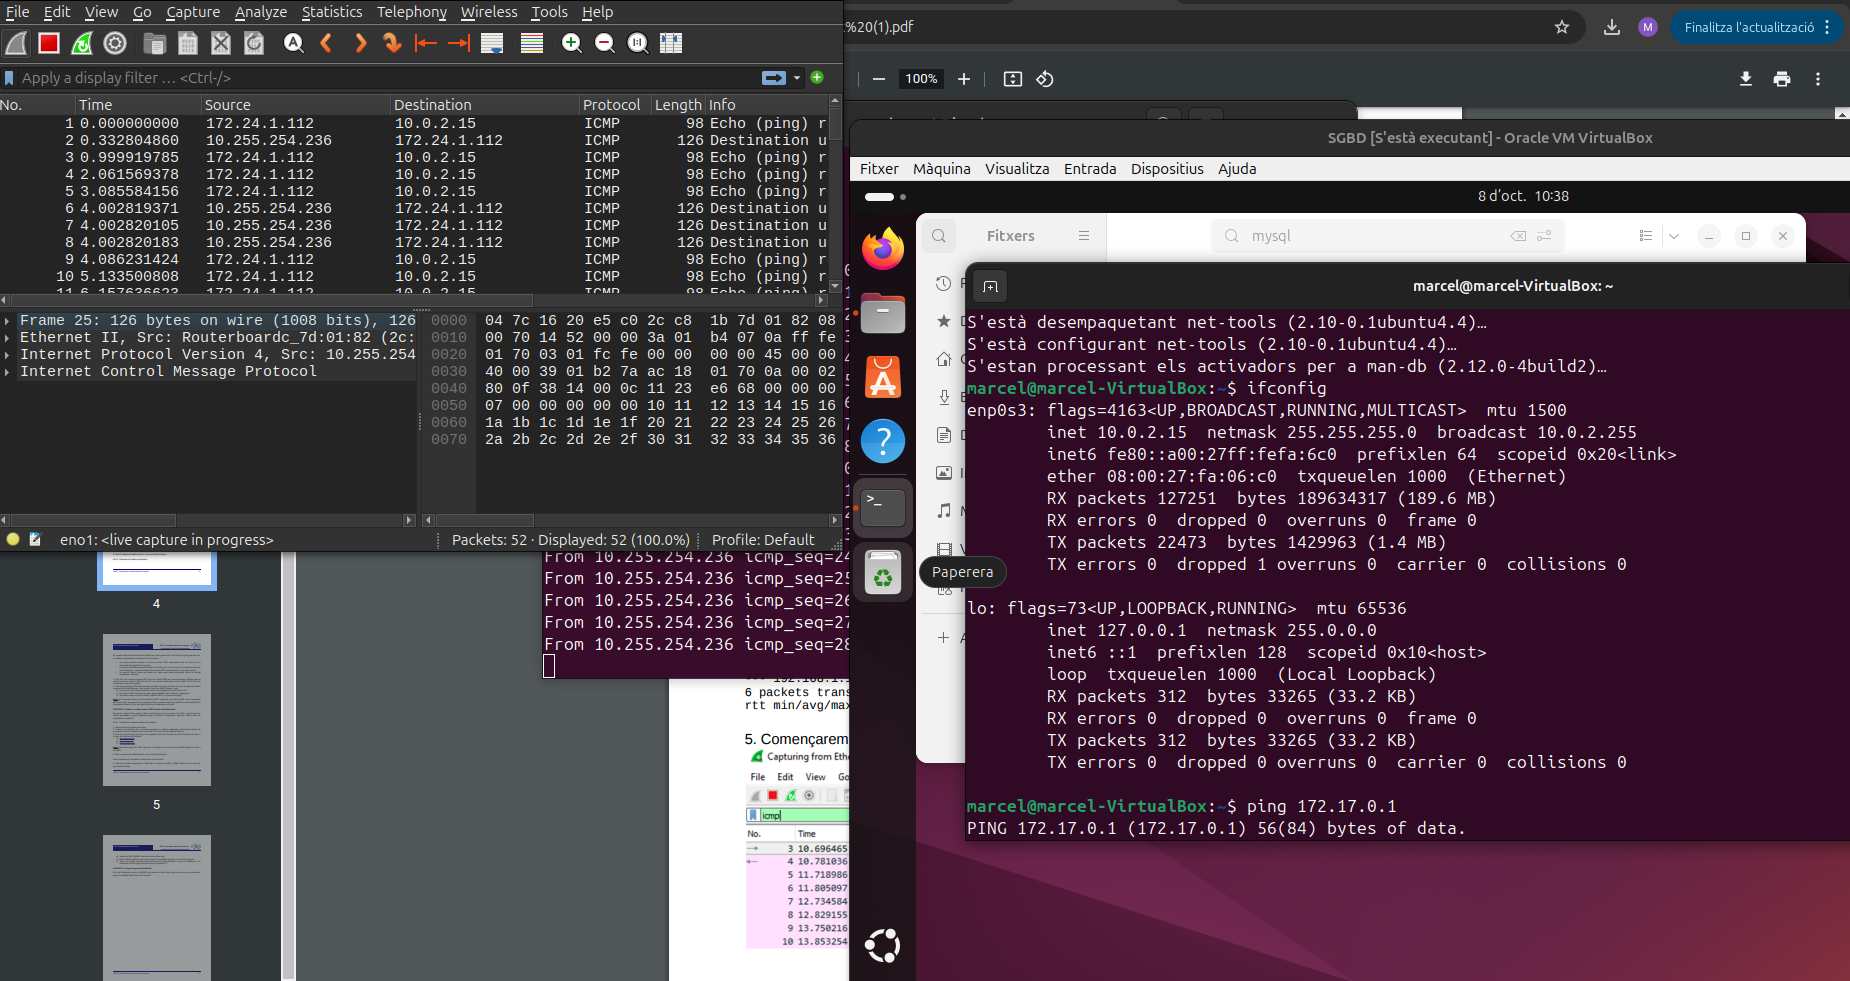 File Edit View Go Capture Analyze Statistics Telephony Wireless Tools Help
Apply a display filter … <Ctrl-/>
No. Time Source Destination Protocol Length Info
1 0.000000000 172.24.1.112 10.0.2.15 ICMP 98 Echo (ping) r
2 0.332804860 10.255.254.236 172.24.1.112 ICMP 126 Destination u
3 0.999919785 172.24.1.112 10.0.2.15 ICMP 98 Echo (ping) r
4 2.061569378 172.24.1.112 10.0.2.15 ICMP 98 Echo (ping) r
5 3.085584156 172.24.1.112 10.0.2.15 ICMP 98 Echo (ping) r
6 4.002819371 10.255.254.236 172.24.1.112 ICMP 126 Destination u
7 4.002820105 10.255.254.236 172.24.1.112 ICMP 126 Destination u
8 4.002820183 10.255.254.236 172.24.1.112 ICMP 126 Destination u
9 4.086231424 172.24.1.112 10.0.2.15 ICMP 98 Echo (ping) r
10 5.133500808 172.24.1.112 10.0.2.15 ICMP 98 Echo (ping) r
11 6.157636623 172.24.1.112 10.0.2.15 ICMP 98 Echo (ping) r
Frame 25: 126 bytes on wire (1008 bits), 126
Ethernet II, Src: Routerboardc_7d:01:82 (2c:
Internet Protocol Version 4, Src: 10.255.254
Internet Control Message Protocol
0000 04 7c 16 20 e5 c0 2c c8 1b 7d 01 82 08
0010 00 70 14 52 00 00 3a 01 b4 07 0a ff fe
0020 01 70 03 01 fc fe 00 00 00 00 45 00 00
0030 40 00 39 01 b2 7a ac 18 01 70 0a 00 02
0040 80 0f 38 14 00 0c 11 23 e6 68 00 00 00
0050 07 00 00 00 00 00 10 11 12 13 14 15 16
0060 1a 1b 1c 1d 1e 1f 20 21 22 23 24 25 26
0070 2a 2b 2c 2d 2e 2f 30 31 32 33 34 35 36
eno1: <live capture in progress> Packets: 52 · Displayed: 52 (100.0%) Profile: Default
From 10.255.254.236 icmp_seq=24
From 10.255.254.236 icmp_seq=25
From 10.255.254.236 icmp_seq=26
From 10.255.254.236 icmp_seq=27
From 10.255.254.236 icmp_seq=28
4
5
6 packets trans
rtt min/avg/max
5. Començarem
Capturing from Eth
File Edit View Go
icmp
No. Time
3 10.696465
4 10.781036
5 11.718986
6 11.805097
7 12.734584
8 12.829155
9 13.750216
10 13.853254
%20(1).pdf
M
Finalitza l'actualització
100%
SGBD [S'està executant] - Oracle VM VirtualBox
Fitxer Màquina Visualitza Entrada Dispositius Ajuda
8 d'oct. 10:38
Fitxers
mysql
Paperera
marcel@marcel-VirtualBox: ~
S'està desempaquetant net-tools (2.10-0.1ubuntu4.4)…
S'està configurant net-tools (2.10-0.1ubuntu4.4)…
S'estan processant els activadors per a man-db (2.12.0-4build2)…
marcel@marcel-VirtualBox:~$ ifconfig
enp0s3: flags=4163<UP,BROADCAST,RUNNING,MULTICAST> mtu 1500
inet 10.0.2.15 netmask 255.255.255.0 broadcast 10.0.2.255
inet6 fe80::a00:27ff:fefa:6c0 prefixlen 64 scopeid 0x20<link>
ether 08:00:27:fa:06:c0 txqueuelen 1000 (Ethernet)
RX packets 127251 bytes 189634317 (189.6 MB)
RX errors 0 dropped 0 overruns 0 frame 0
TX packets 22473 bytes 1429963 (1.4 MB)
TX errors 0 dropped 1 overruns 0 carrier 0 collisions 0
lo: flags=73<UP,LOOPBACK,RUNNING> mtu 65536
inet 127.0.0.1 netmask 255.0.0.0
inet6 ::1 prefixlen 128 scopeid 0x10<host>
loop txqueuelen 1000 (Local Loopback)
RX packets 312 bytes 33265 (33.2 KB)
RX errors 0 dropped 0 overruns 0 frame 0
TX packets 312 bytes 33265 (33.2 KB)
TX errors 0 dropped 0 overruns 0 carrier 0 collisions 0
marcel@marcel-VirtualBox:~$ ping 172.17.0.1
PING 172.17.0.1 (172.17.0.1) 56(84) bytes of data.